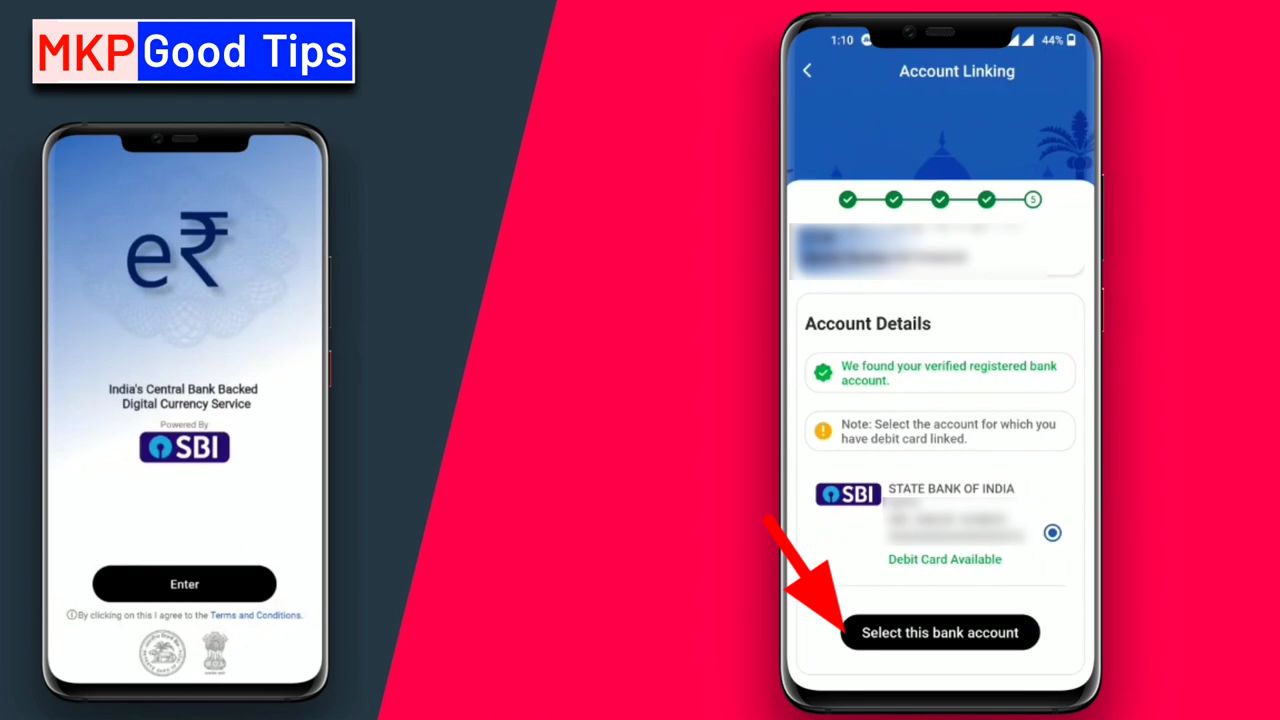 MKP Good Tips
e₹
India's Central Bank Backed
Digital Currency Service
Powered By
SBI
Enter
By clicking on this I agree to the Terms and Conditions.
1:10
44%
Account Linking
5
Account Details
We found your verified registered bank
account.
Note: Select the account for which you
have debit card linked.
SBI
STATE BANK OF INDIA
Debit Card Available
Select this bank account